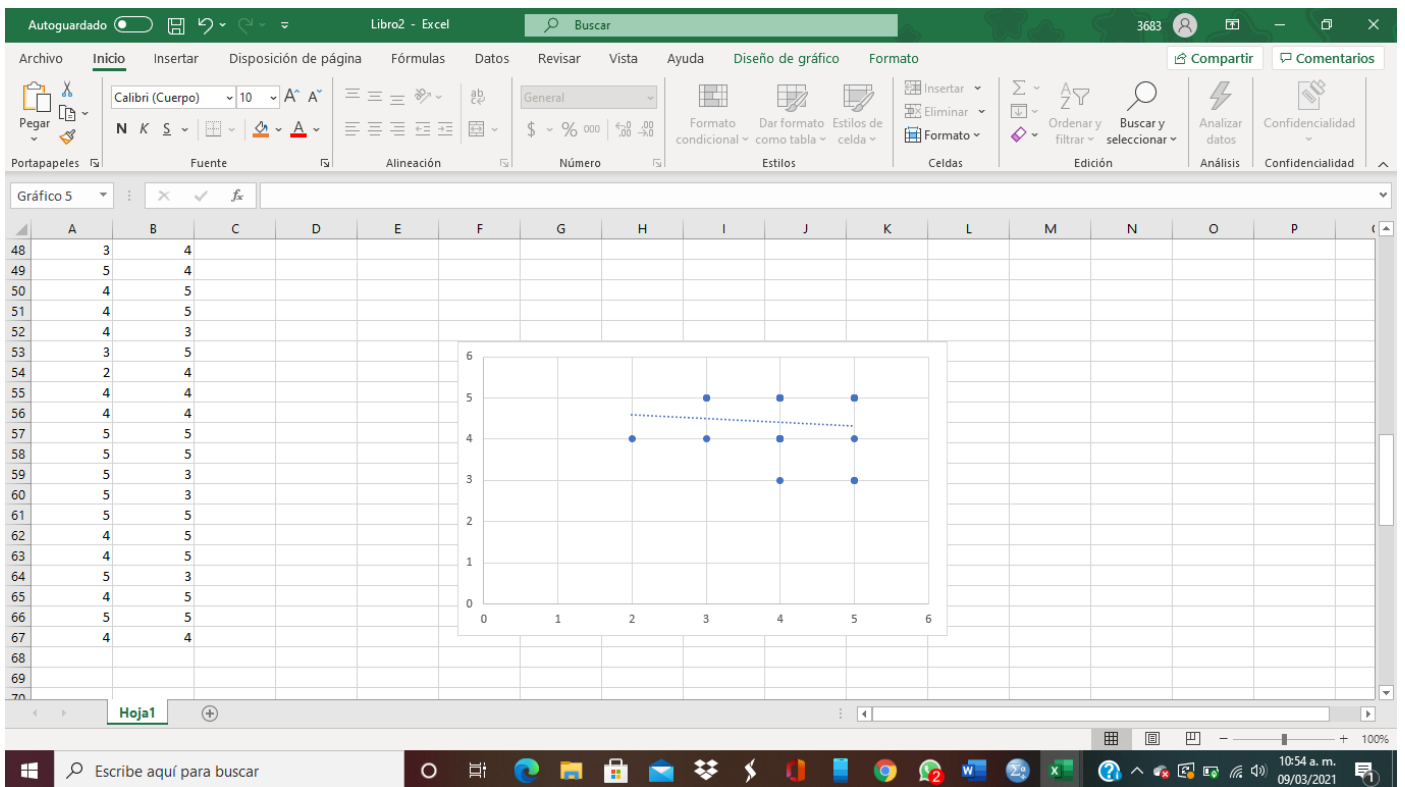 Autoguardado Libro2 - Excel Buscar 3683
Archivo Inicio Insertar Disposición de página Fórmulas Datos Revisar Vista Ayuda Diseño de gráfico Formato Compartir Comentarios
Pegar Calibri (Cuerpo) 10 A^ Aˇ ab General Formato condicional Dar formato como tabla Estilos de celda Insertar Eliminar Formato Ordenar y filtrar Buscar y seleccionar Analizar datos Confidencialidad
N K S A $ % 000
Portapapeles Fuente Alineación Número Estilos Celdas Edición Análisis Confidencialidad
Gráfico 5 fx
A B C D E F G H I J K L M N O P
48 3 4
49 5 4
50 4 5
51 4 5
52 4 3
53 3 5
54 2 4
55 4 4
56 4 4
57 5 5
58 5 5
59 5 3
60 5 3
61 5 5
62 4 5
63 4 5
64 5 3
65 4 5
66 5 5
67 4 4
68
69
6
5
4
3
2
1
0
0 1 2 3 4 5 6
Hoja1
100%
Escribe aquí para buscar 10:54 a. m.
09/03/2021